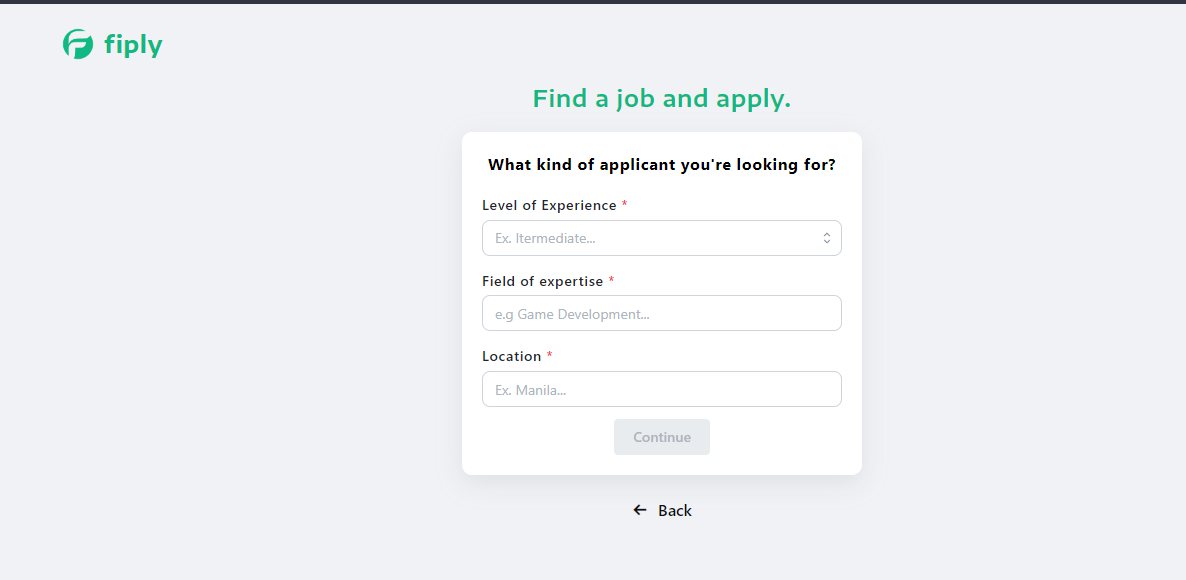 fiply
Find a job and apply.
What kind of applicant you're looking for?
Level of Experience *
Ex. Itermediate...
Field of expertise *
e.g Game Development...
Location *
Ex. Manila...
Continue
Back